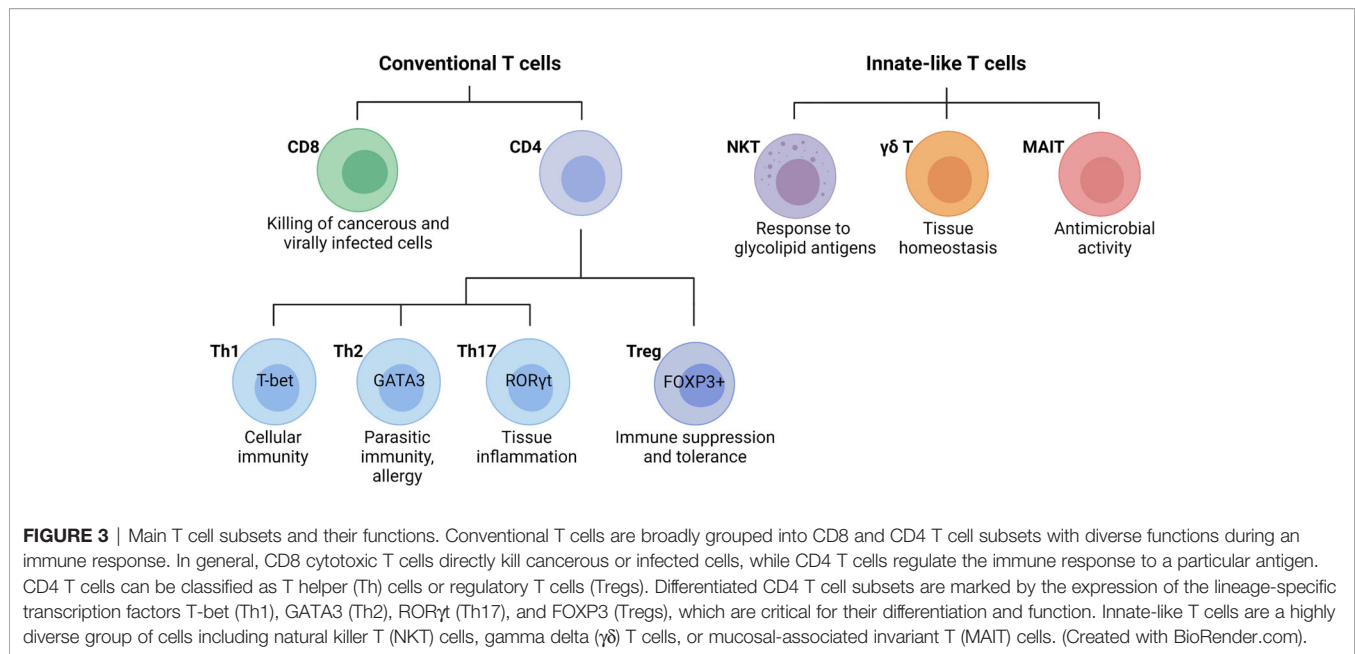 Conventional T cells
Innate-like T cells
CD8
CD4
NKT
γδ T
MAIT
Killing of cancerous and
virally infected cells
Response to
glycolipid antigens
Tissue
homeostasis
Antimicrobial
activity
Th1
Th2
Th17
Treg
T-bet
GATA3
RORγt
FOXP3+
Cellular
immunity
Parasitic
immunity,
allergy
Tissue
inflammation
Immune suppression
and tolerance
FIGURE 3 | Main T cell subsets and their functions. Conventional T cells are broadly grouped into CD8 and CD4 T cell subsets with diverse functions during an
immune response. In general, CD8 cytotoxic T cells directly kill cancerous or infected cells, while CD4 T cells regulate the immune response to a particular antigen.
CD4 T cells can be classified as T helper (Th) cells or regulatory T cells (Tregs). Differentiated CD4 T cell subsets are marked by the expression of the lineage-specific
transcription factors T-bet (Th1), GATA3 (Th2), RORγt (Th17), and FOXP3 (Tregs), which are critical for their differentiation and function. Innate-like T cells are a highly
diverse group of cells including natural killer T (NKT) cells, gamma delta (γδ) T cells, or mucosal-associated invariant T (MAIT) cells. (Created with BioRender.com).